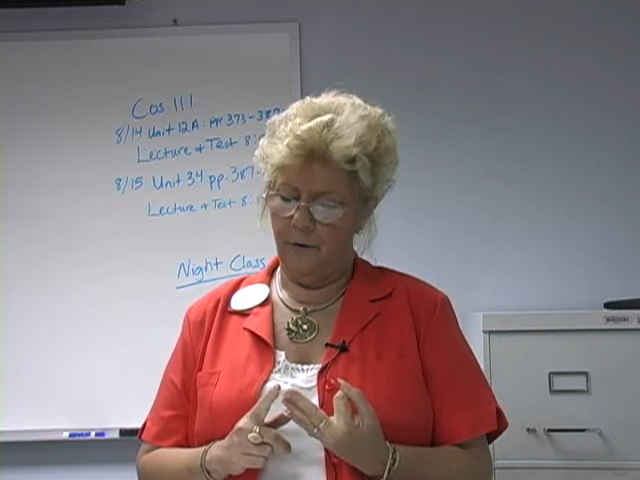 Cos 111
8/14 Unit 12A: pp 373-387
Lecture & Test 8:
8/15 Unit 34 pp. 387-
Lecture & Test 8:
Night Class